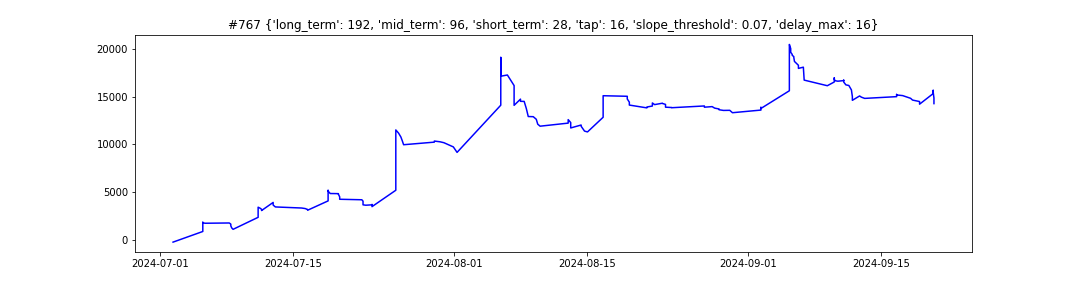 #767 {'long_term': 192, 'mid_term': 96, 'short_term': 28, 'tap': 16, 'slope_threshold': 0.07, 'delay_max': 16}
20000
15000
10000
5000
0
2024-07-01 2024-07-15 2024-08-01 2024-08-15 2024-09-01 2024-09-15